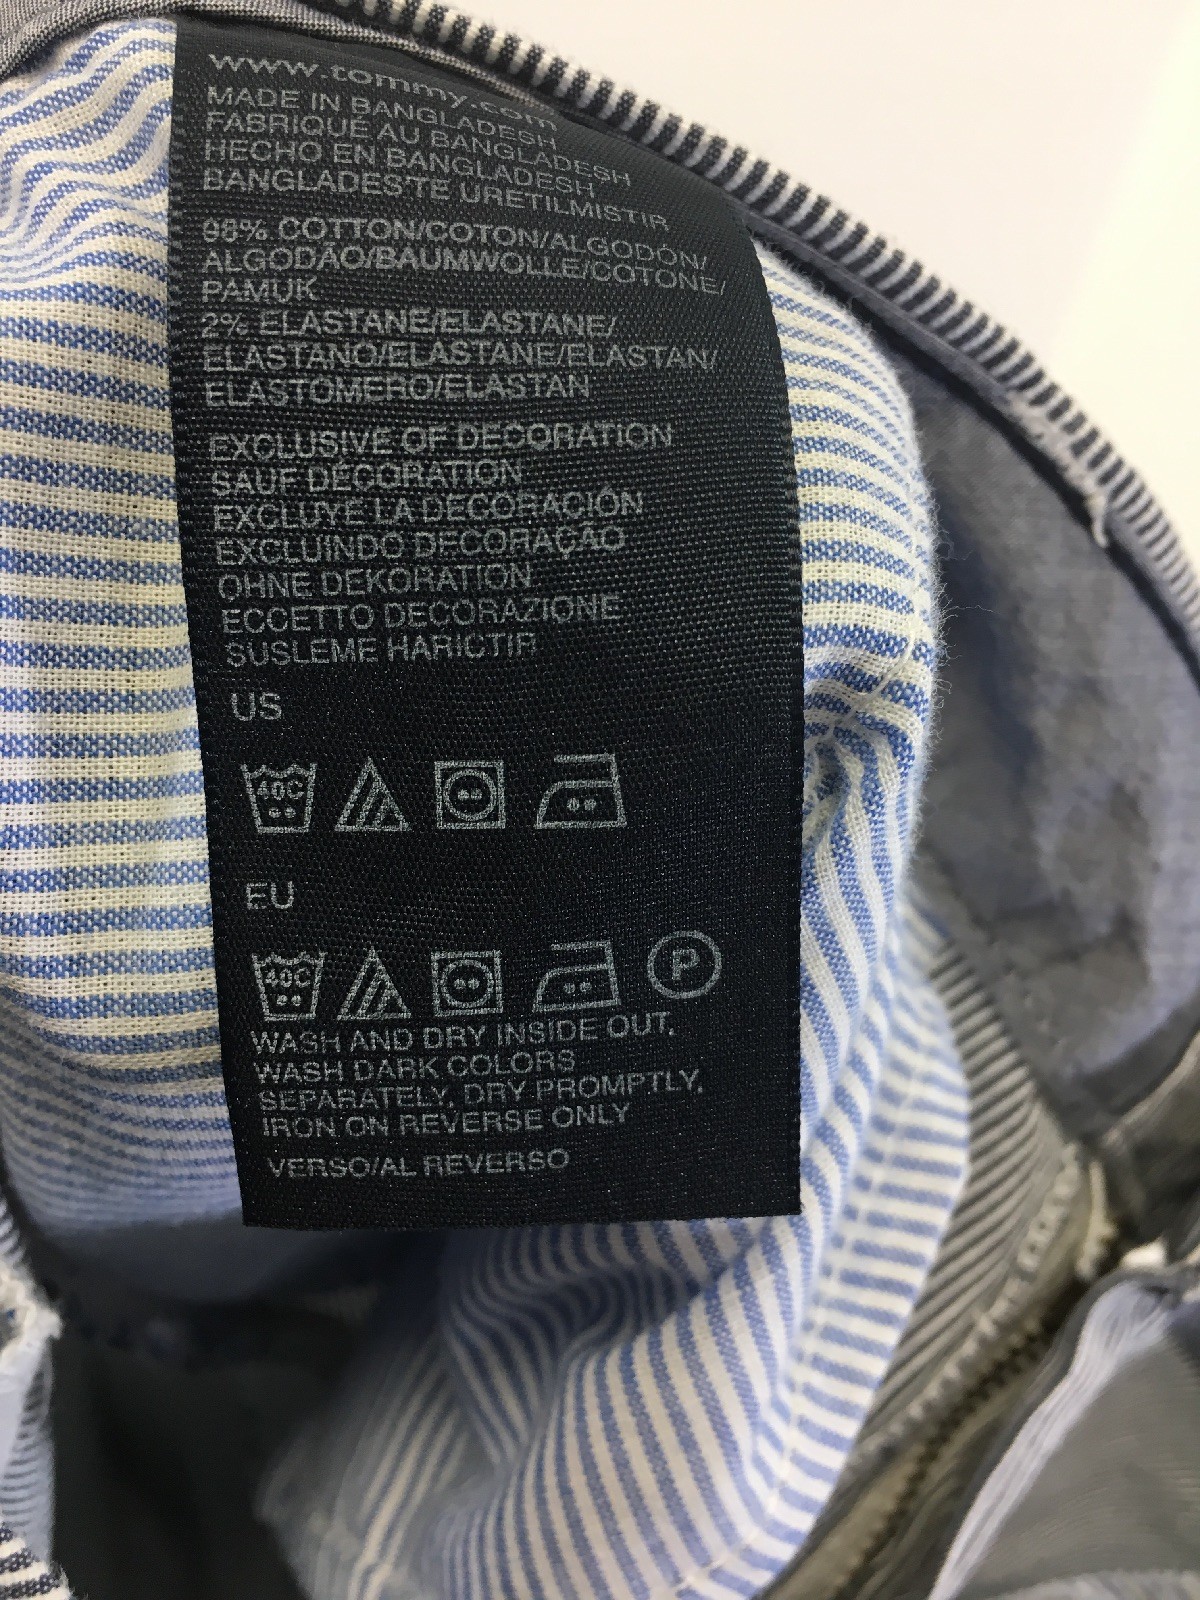 www.tommy.com
MADE IN BANGLADESH
FABRIQUÉ AU BANGLADESH
HECHO EN BANGLADESH
BANGLADES'TE URETILMISTIR
98% COTTON/COTON/ALGODÓN/
ALGODÃO/BAUMWOLLE/COTONE/
PAMUK
2% ELASTANE/ELASTANE/
ELASTANO/ELASTANE/ELASTAN/
ELASTOMERO/ELASTAN
EXCLUSIVE OF DECORATION
SAUF DÉCORATION
EXCLUYE LA DECORACIÓN
EXCLUINDO DECORAÇÃO
OHNE DEKORATION
ECCETTO DECORAZIONE
SUSLEME HARICTIR
US
40C
EU
40C P
WASH AND DRY INSIDE OUT,
WASH DARK COLORS
SEPARATELY, DRY PROMPTLY,
IRON ON REVERSE ONLY
VERSO/AL REVERSO